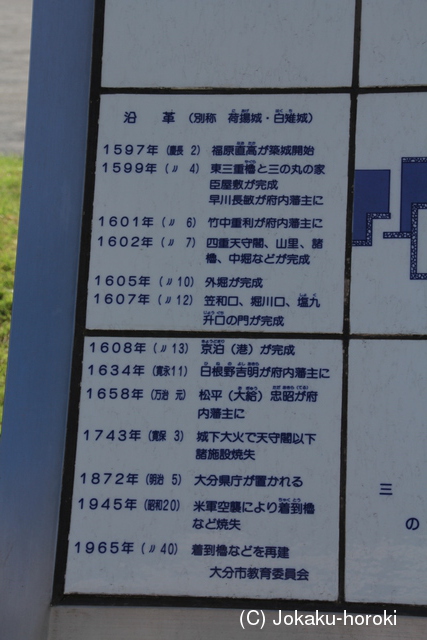 沿 革 (別称 荷揚城・白雉城)
1597年(慶長 2) 福原直高が築城開始
1599年(〃 4) 東三重櫓と三の丸の家
臣屋敷が完成
早川長敏が府内藩主に
1601年(〃 6) 竹中重利が府内藩主に
1602年(〃 7) 四重天守閣、山里、諸
櫓、中堀などが完成
1605年(〃10) 外堀が完成
1607年(〃12) 笠和口、堀川口、塩九
升口の門が完成
1608年(〃13) 京泊(港)が完成
1634年(寛永11) 日根野吉明が府内藩主に
1658年(万治 元) 松平(大給)忠昭が府
内藩主に
1743年(寛保 3) 城下大火で天守閣以下
諸施設焼失
1872年(明治 5) 大分県庁が置かれる
1945年(昭和20) 米軍空襲により着到櫓
など焼失
1965年(〃40) 着到櫓などを再建
大分市教育委員会
三
の
(C) Jokaku-horoki